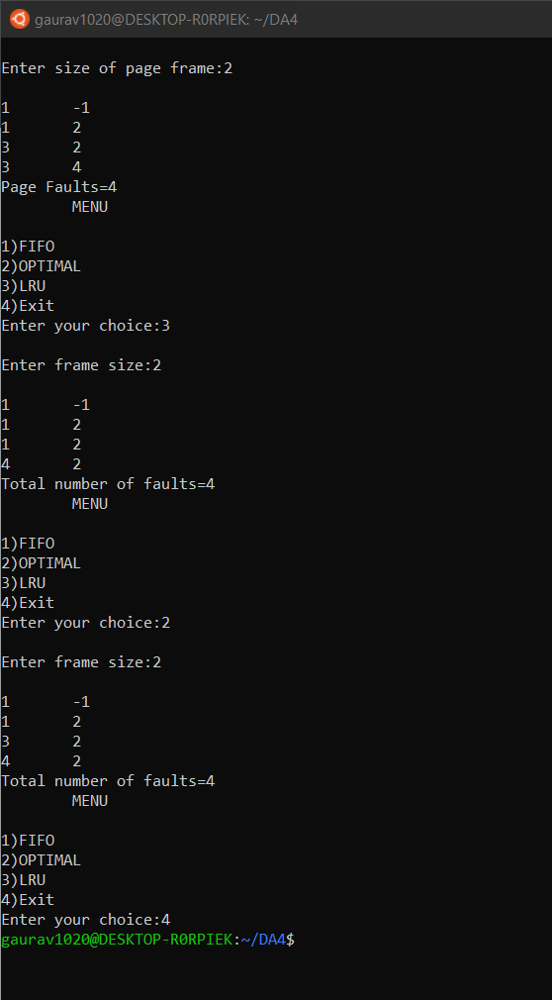 gaurav1020@DESKTOP-R0RPIEK: ~/DA4
Enter size of page frame:2
1 -1
1 2
3 2
3 4
Page Faults=4
MENU
1)FIFO
2)OPTIMAL
3)LRU
4)Exit
Enter your choice:3
Enter frame size:2
1 -1
1 2
1 2
4 2
Total number of faults=4
MENU
1)FIFO
2)OPTIMAL
3)LRU
4)Exit
Enter your choice:2
Enter frame size:2
1 -1
1 2
3 2
4 2
Total number of faults=4
MENU
1)FIFO
2)OPTIMAL
3)LRU
4)Exit
Enter your choice:4
gaurav1020@DESKTOP-R0RPIEK:~/DA4$